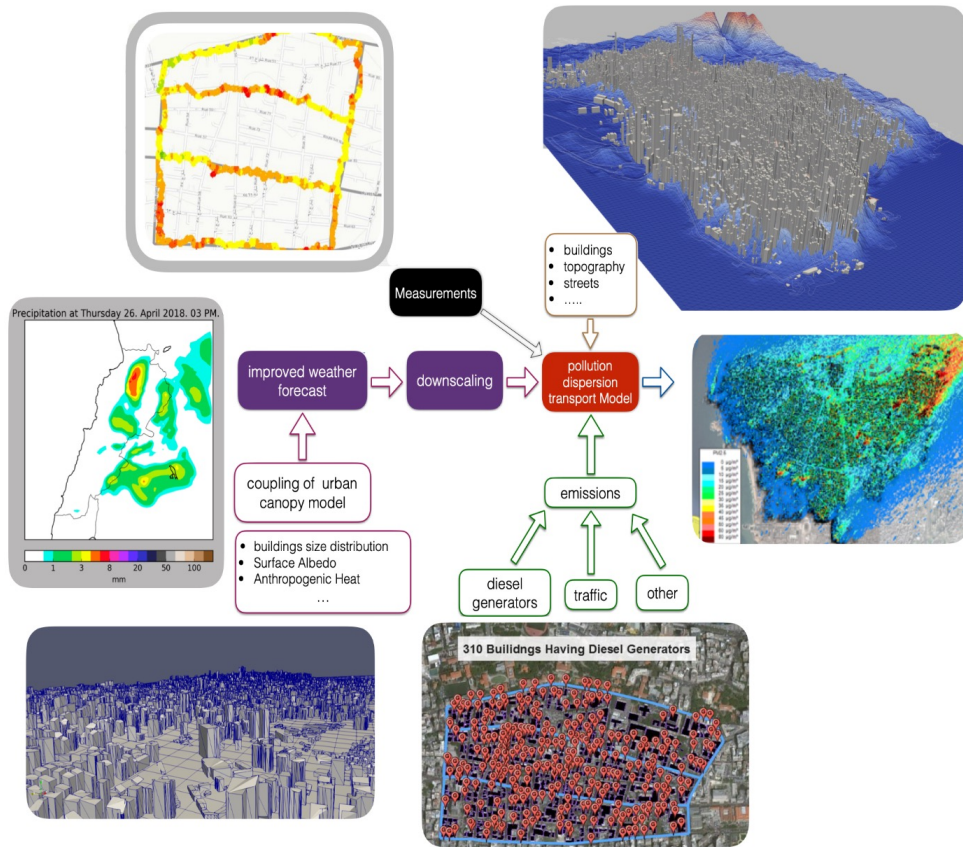 buildings
topography
streets
.....
Measurements
Precipitation at Thursday 26. April 2018. 03 PM.
improved weather
forecast
downscaling
pollution
dispersion
transport Model
coupling of urban
canopy model
emissions
buildings size distribution
Surface Albedo
Anthropogenic Heat
...
0 1 3 8 20 50 100
mm
diesel
generators
traffic
other
PM2.5
310 Builidngs Having Diesel Generators